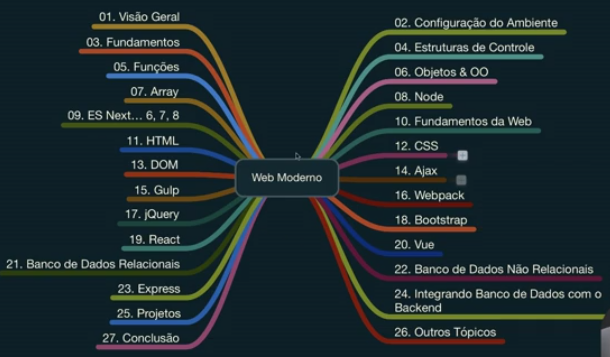 01. Visão Geral
03. Fundamentos
05. Funções
07. Array
09. ES Next... 6, 7, 8
11. HTML
13. DOM
15. Gulp
17. jQuery
19. React
21. Banco de Dados Relacionais
23. Express
25. Projetos
27. Conclusão
Web Moderno
02. Configuração do Ambiente
04. Estruturas de Controle
06. Objetos & OO
08. Node
10. Fundamentos da Web
12. CSS
14. Ajax
16. Webpack
18. Bootstrap
20. Vue
22. Banco de Dados Não Relacionais
24. Integrando Banco de Dados com o
Backend
26. Outros Tópicos